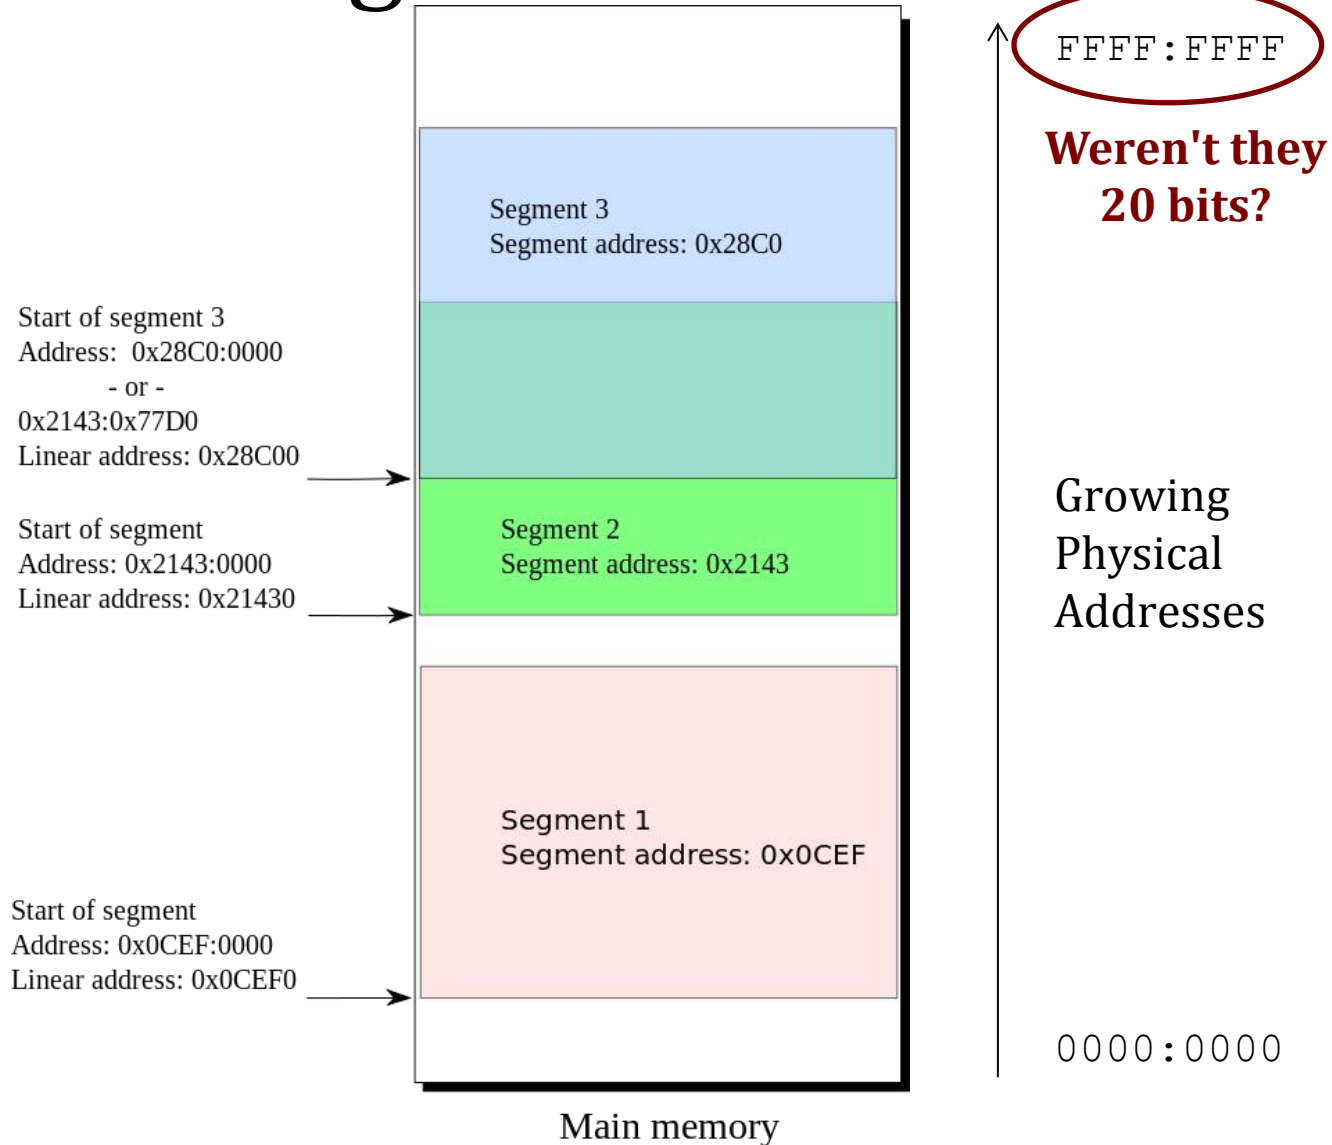 FFFF:FFFF
Weren't they
20 bits?
Segment 3
Segment address: 0x28C0
Start of segment 3
Address:  0x28C0:0000
- or -
0x2143:0x77D0
Linear address: 0x28C00
Growing
Physical
Addresses
Start of segment
Address: 0x2143:0000
Linear address: 0x21430
Segment 2
Segment address: 0x2143
Segment 1
Segment address: 0x0CEF
Start of segment
Address: 0x0CEF:0000
Linear address: 0x0CEF0
0000:0000
Main memory